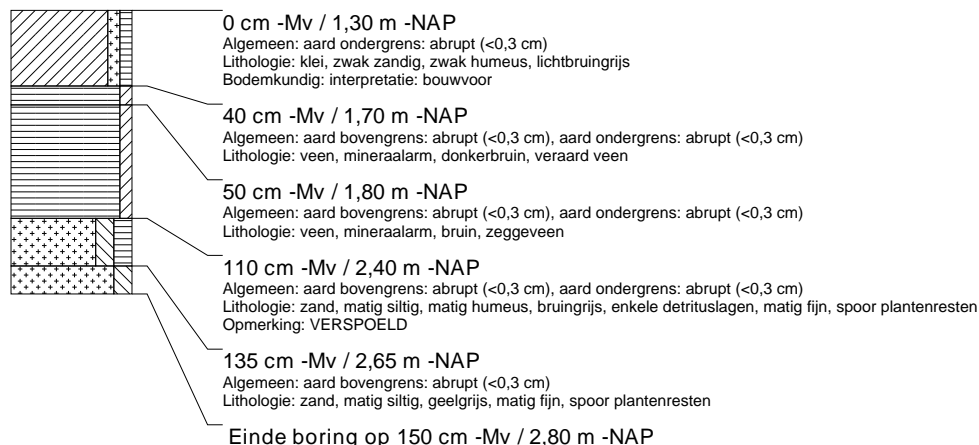 0 cm -Mv / 1,30 m -NAP
Algemeen: aard ondergrens: abrupt (<0,3 cm)
Lithologie: klei, zwak zandig, zwak humeus, lichtbruingrijs
Bodemkundig: interpretatie: bouwvoor
40 cm -Mv / 1,70 m -NAP
Algemeen: aard bovengrens: abrupt (<0,3 cm), aard ondergrens: abrupt (<0,3 cm)
Lithologie: veen, mineraalarm, donkerbruin, veraard veen
50 cm -Mv / 1,80 m -NAP
Algemeen: aard bovengrens: abrupt (<0,3 cm), aard ondergrens: abrupt (<0,3 cm)
Lithologie: veen, mineraalarm, bruin, zeggeveen
110 cm -Mv / 2,40 m -NAP
Algemeen: aard bovengrens: abrupt (<0,3 cm), aard ondergrens: abrupt (<0,3 cm)
Lithologie: zand, matig siltig, matig humeus, bruingrijs, enkele detrituslagen, matig fijn, spoor plantenresten
Opmerking: VERSPOELD
135 cm -Mv / 2,65 m -NAP
Algemeen: aard bovengrens: abrupt (<0,3 cm)
Lithologie: zand, matig siltig, geelgrijs, matig fijn, spoor plantenresten
Einde boring op 150 cm -Mv / 2,80 m -NAP